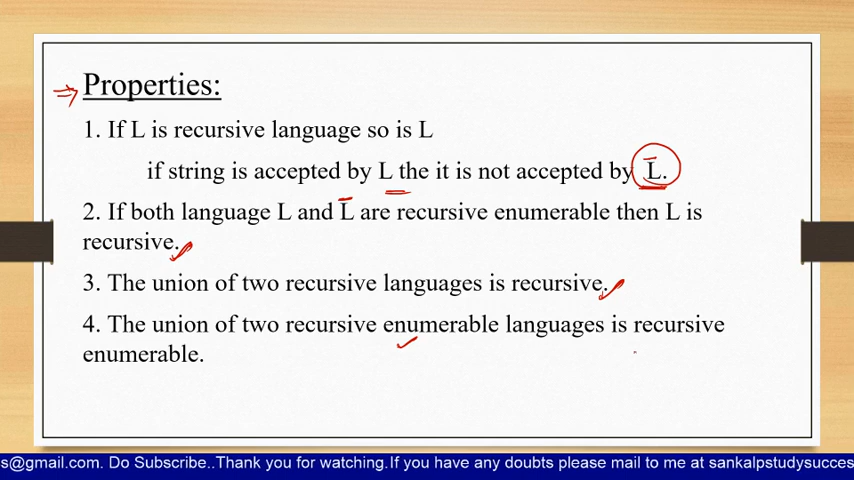 Properties:
1. If L is recursive language so is L
if string is accepted by L the it is not accepted by L̅.
2. If both language L and L̅ are recursive enumerable then L is
recursive.
3. The union of two recursive languages is recursive.
4. The union of two recursive enumerable languages is recursive
enumerable.
s@gmail.com. Do Subscribe..Thank you for watching.If you have any doubts please mail to me at sankalpstudysucces